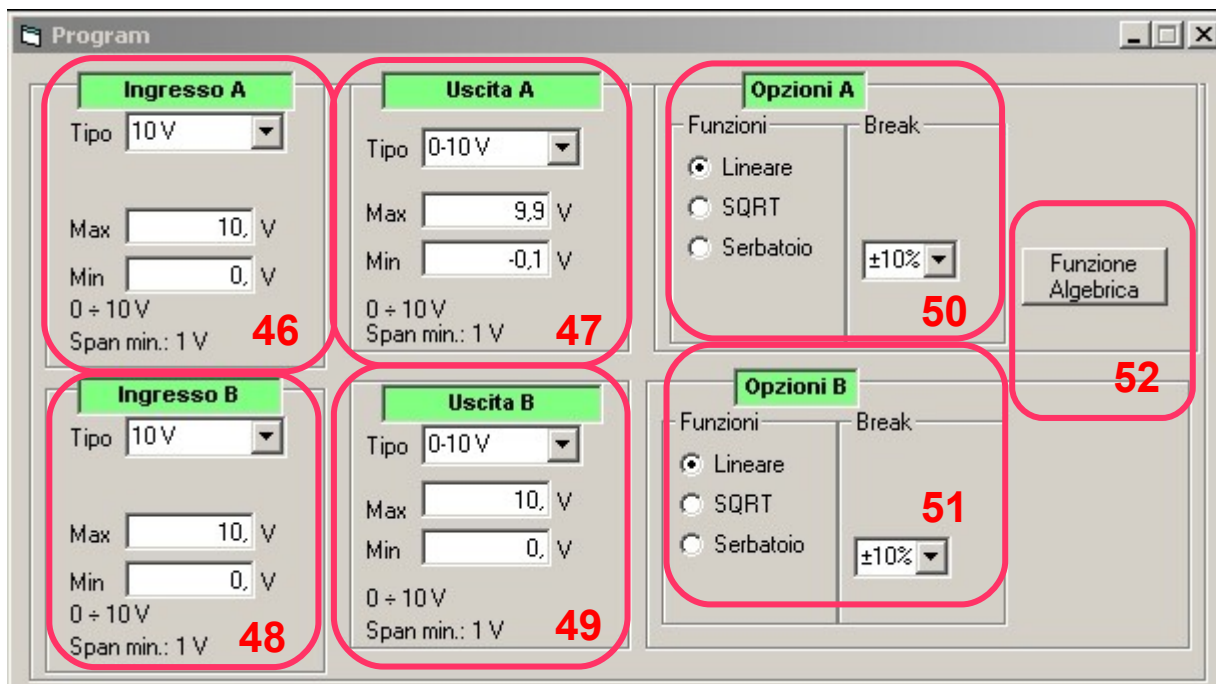 Program
Ingresso A
Tipo 10 V
Max 10, V
Min 0, V
0 ÷ 10 V
Span min.: 1 V
46
Uscita A
Tipo 0-10 V
Max 9,9 V
Min -0,1 V
0 ÷ 10 V
Span min.: 1 V
47
Opzioni A
Funzioni
Lineare
SQRT
Serbatoio
Break
±10%
50
Funzione
Algebrica
52
Ingresso B
Tipo 10 V
Max 10, V
Min 0, V
0 ÷ 10 V
Span min.: 1 V
48
Uscita B
Tipo 0-10 V
Max 10, V
Min 0, V
0 ÷ 10 V
Span min.: 1 V
49
Opzioni B
Funzioni
Lineare
SQRT
Serbatoio
Break
±10%
51